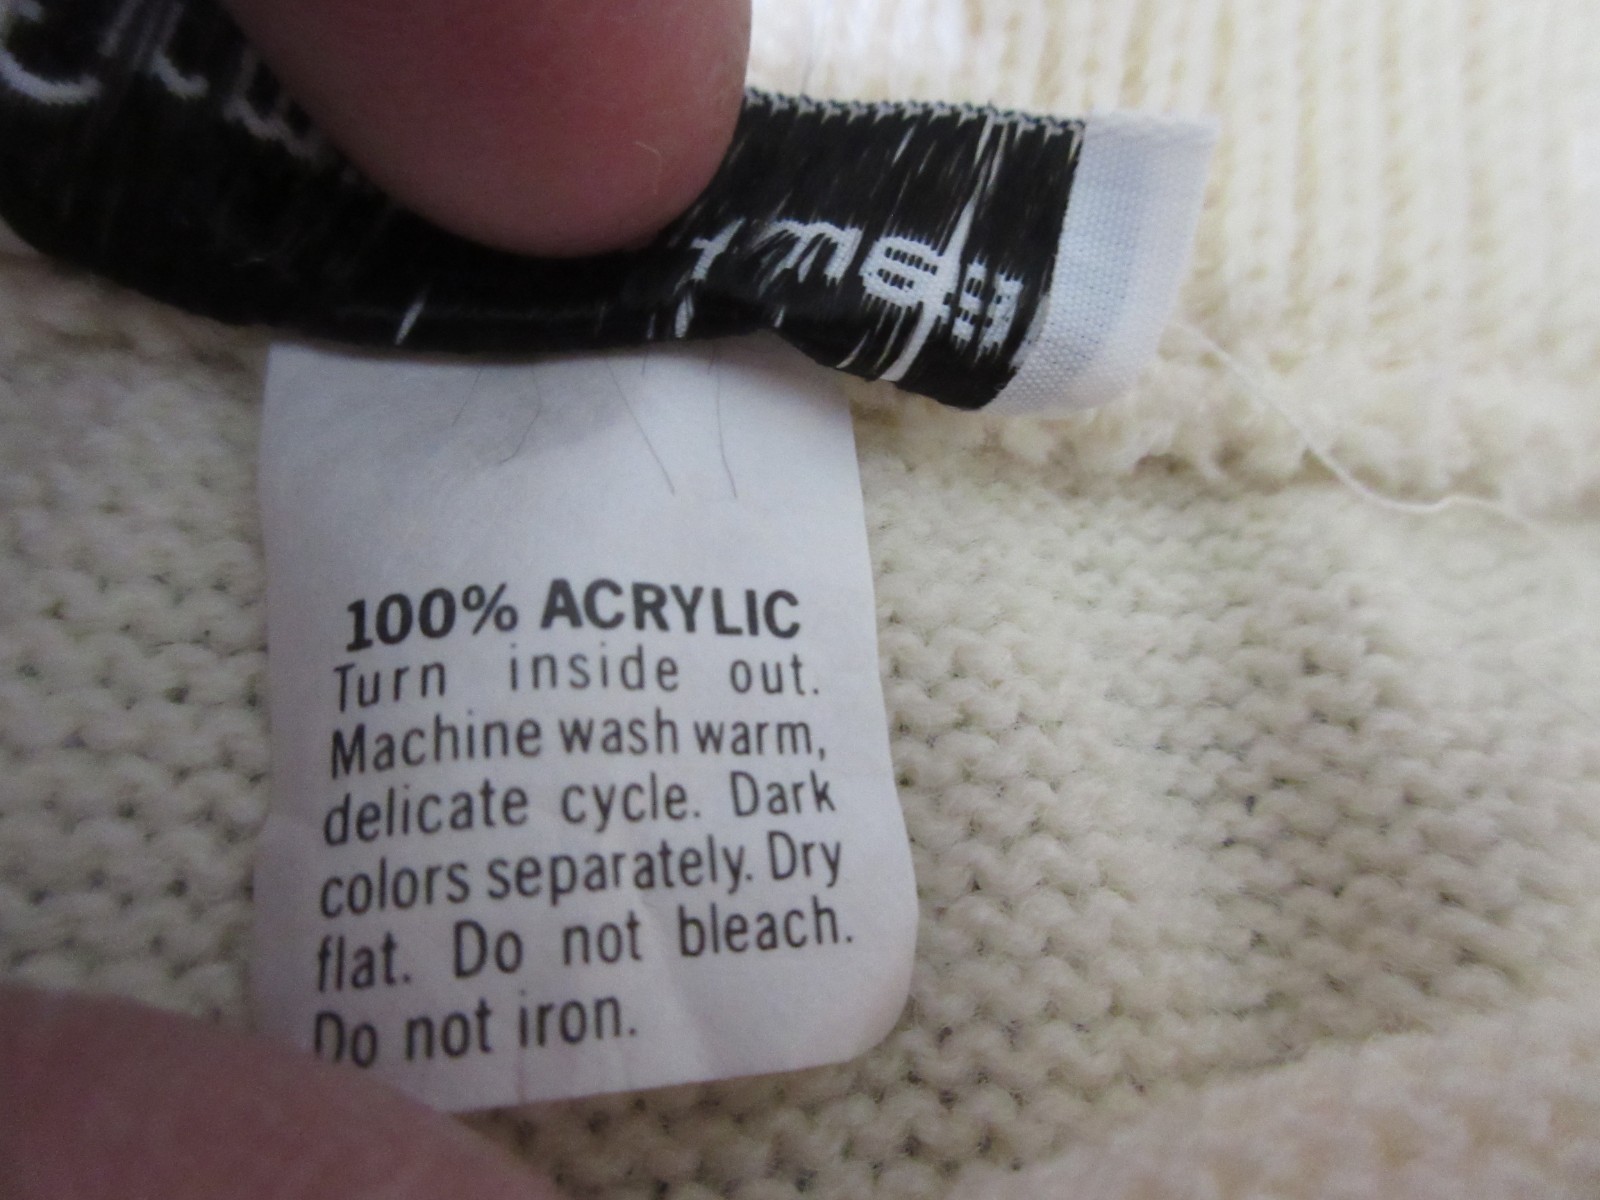 100% ACRYLIC
Turn inside out.
Machine wash warm,
delicate cycle. Dark
colors separately. Dry
flat. Do not bleach.
Do not iron.